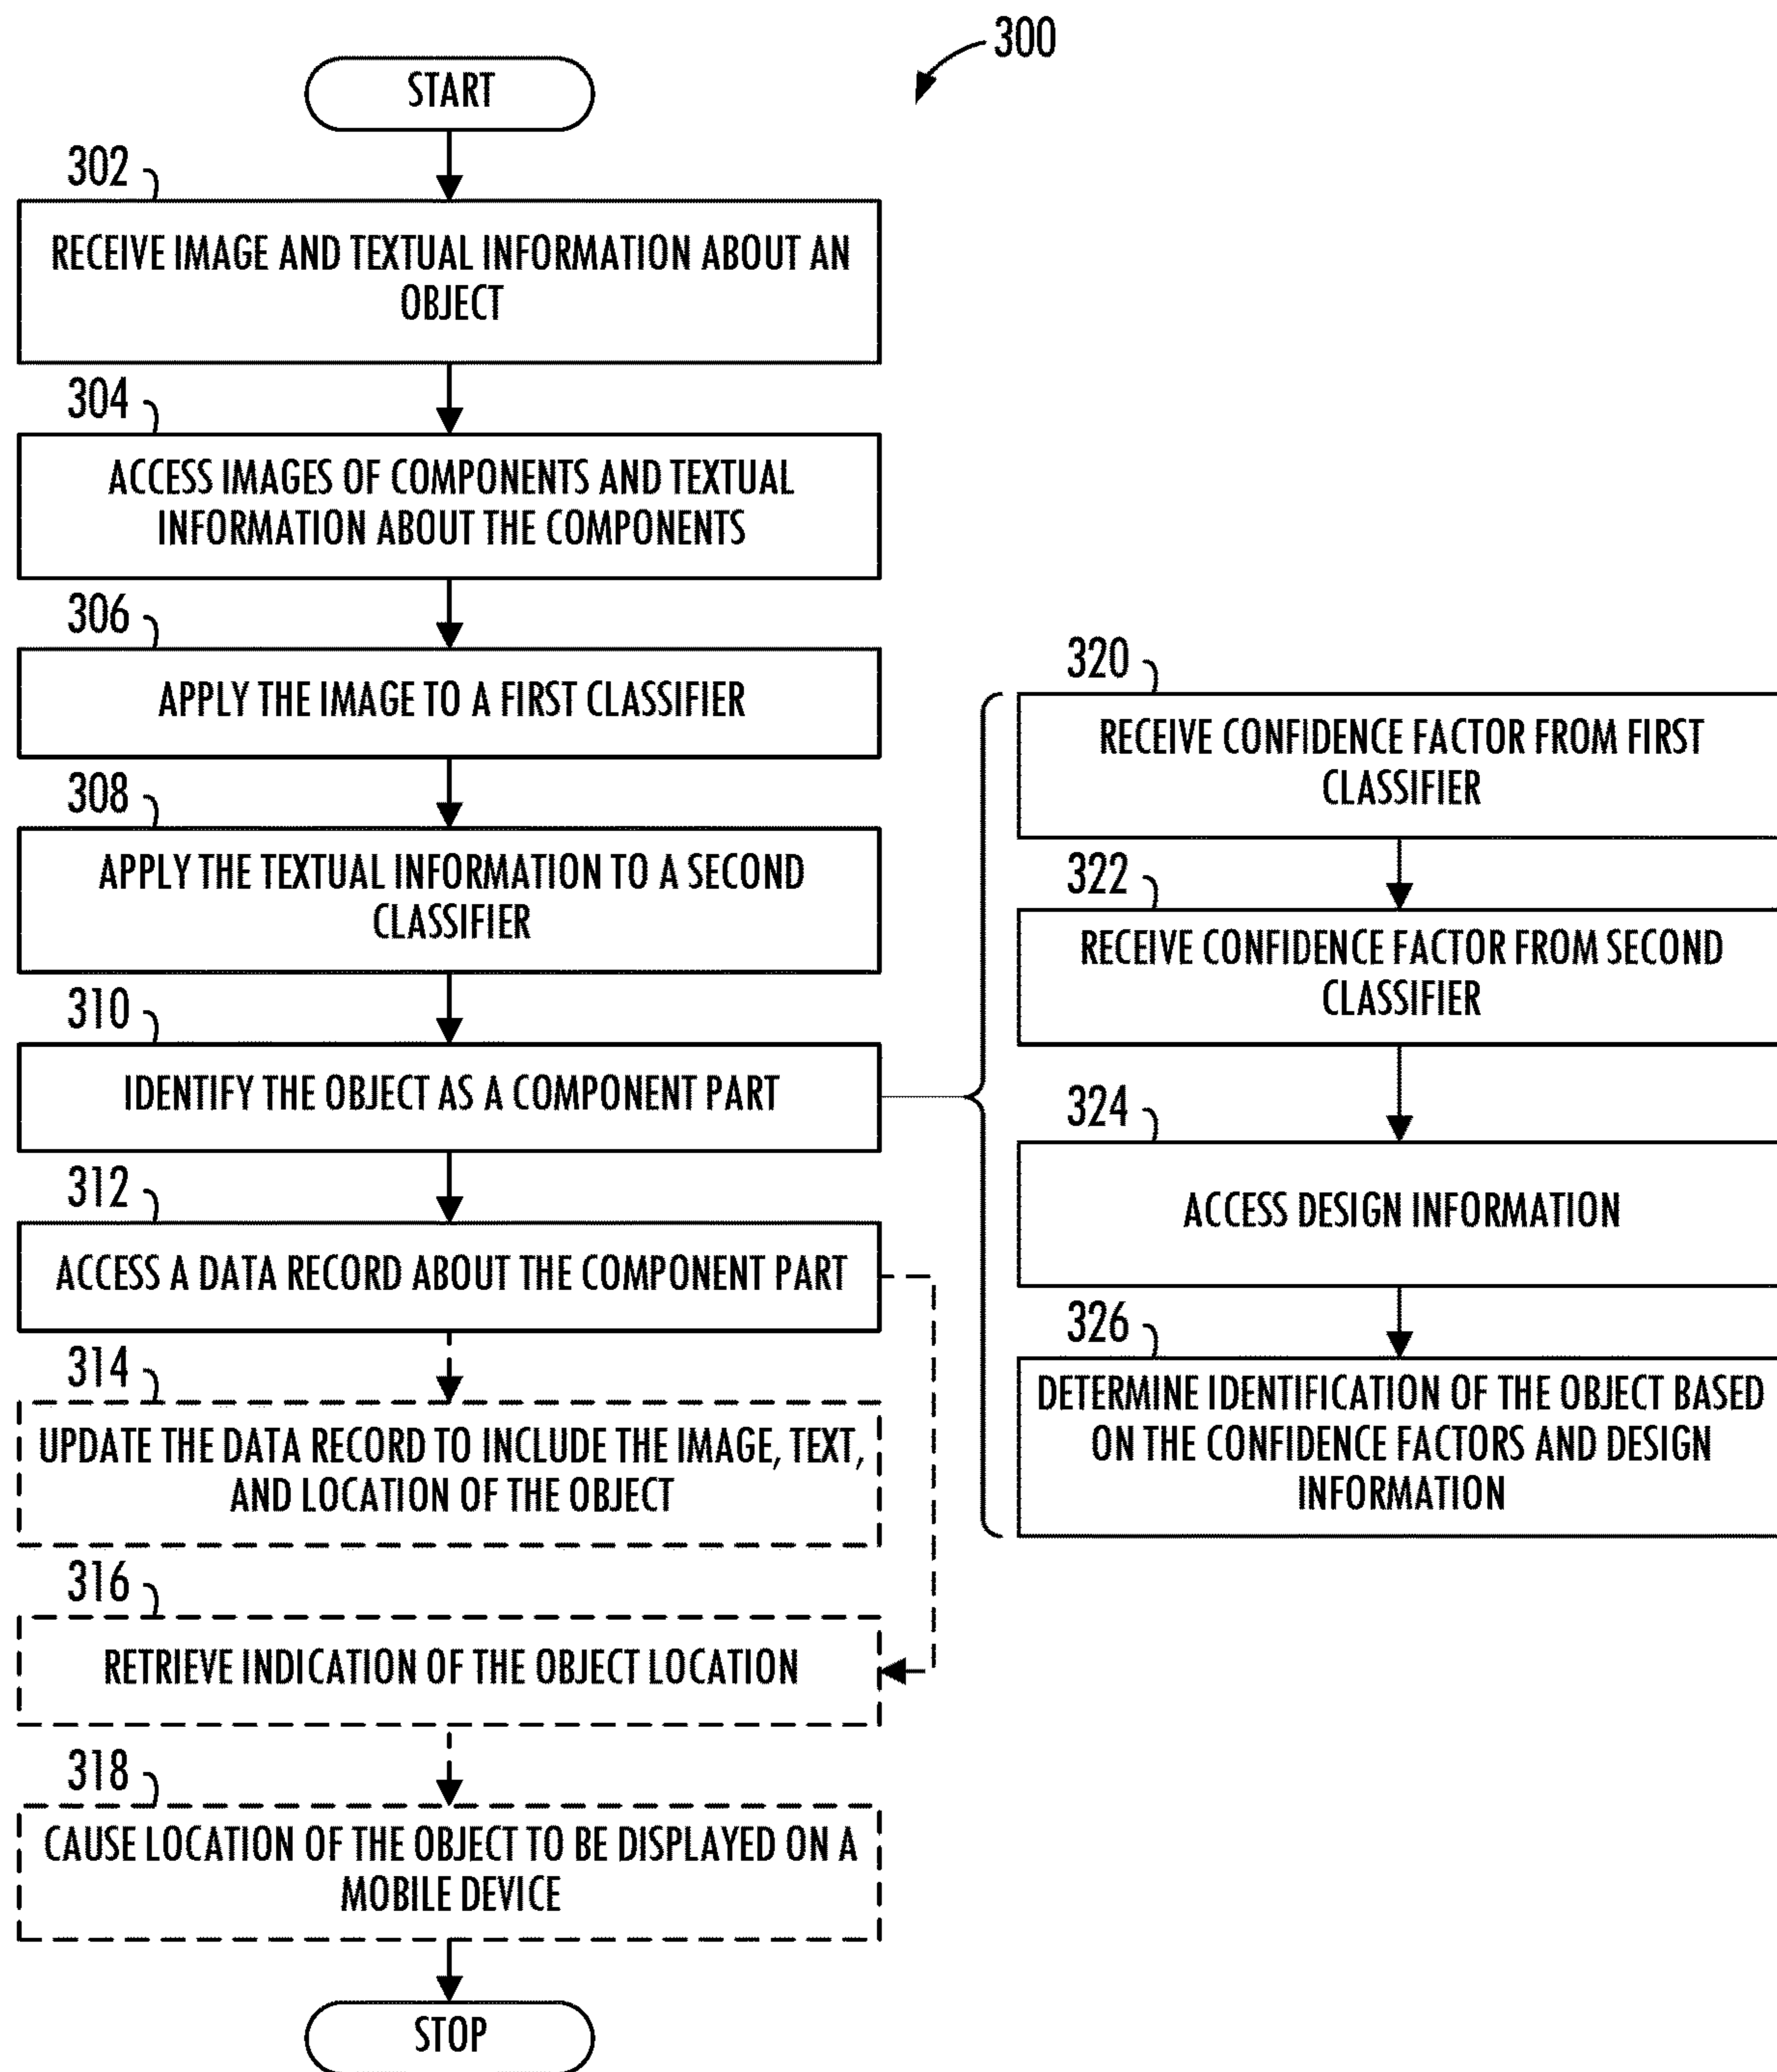 300
START
302
RECEIVE IMAGE AND TEXTUAL INFORMATION ABOUT AN
OBJECT
304
ACCESS IMAGES OF COMPONENTS AND TEXTUAL
INFORMATION ABOUT THE COMPONENTS
306
APPLY THE IMAGE TO A FIRST CLASSIFIER
308
APPLY THE TEXTUAL INFORMATION TO A SECOND
CLASSIFIER
310
IDENTIFY THE OBJECT AS A COMPONENT PART
312
ACCESS A DATA RECORD ABOUT THE COMPONENT PART
314
UPDATE THE DATA RECORD TO INCLUDE THE IMAGE, TEXT,
AND LOCATION OF THE OBJECT
316
RETRIEVE INDICATION OF THE OBJECT LOCATION
318
CAUSE LOCATION OF THE OBJECT TO BE DISPLAYED ON A
MOBILE DEVICE
STOP
320
RECEIVE CONFIDENCE FACTOR FROM FIRST
CLASSIFIER
322
RECEIVE CONFIDENCE FACTOR FROM SECOND
CLASSIFIER
324
ACCESS DESIGN INFORMATION
326
DETERMINE IDENTIFICATION OF THE OBJECT BASED
ON THE CONFIDENCE FACTORS AND DESIGN
INFORMATION